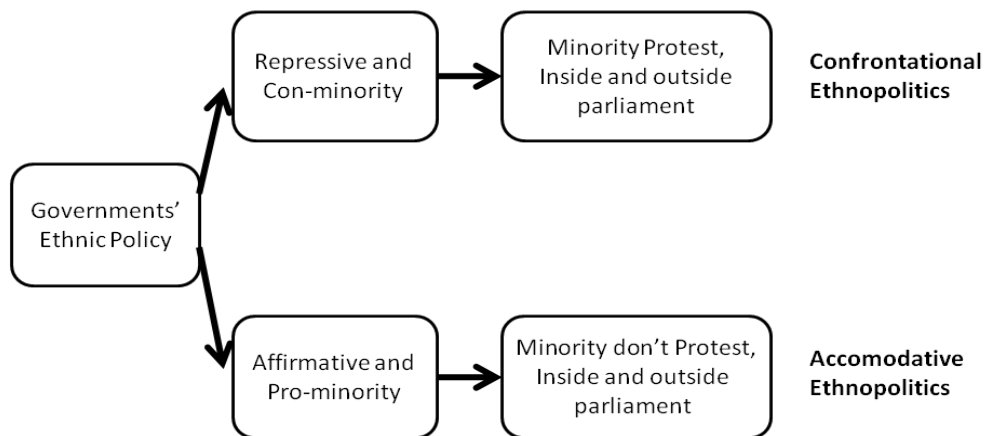 Repressive and
Con-minority
Minority Protest,
Inside and outside
parliament
Confrontational
Ethnopolitics
Governments’
Ethnic Policy
Affirmative and
Pro-minority
Minority don’t Protest,
Inside and outside
parliament
Accomodative
Ethnopolitics